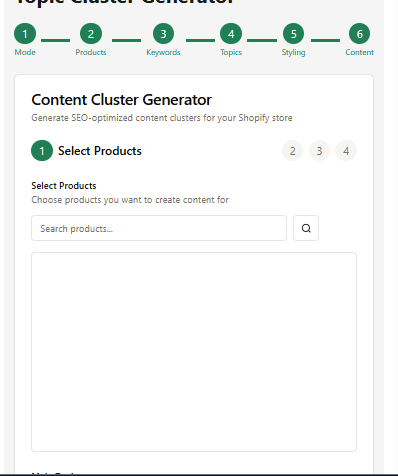 Topic Cluster Generator
1 2 3 4 5 6
Mode Products Keywords Topics Styling Content
Content Cluster Generator
Generate SEO-optimized content clusters for your Shopify store
1 Select Products 2 3 4
Select Products
Choose products you want to create content for
Search products...